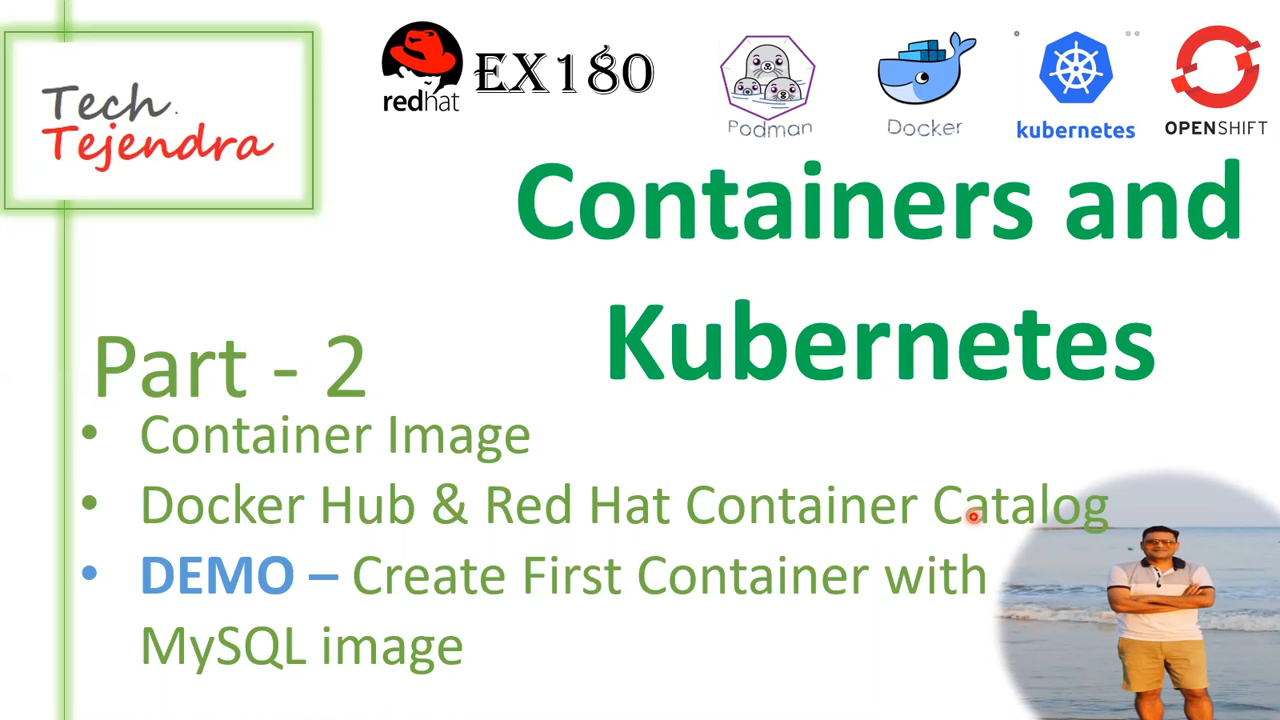 Tech
Tejendra
redhat
EX180
Podman
Docker
kubernetes
OPENSHIFT
Containers and
Kubernetes
Part - 2
• Container Image
• Docker Hub & Red Hat Container Catalog
• DEMO – Create First Container with
MySQL image